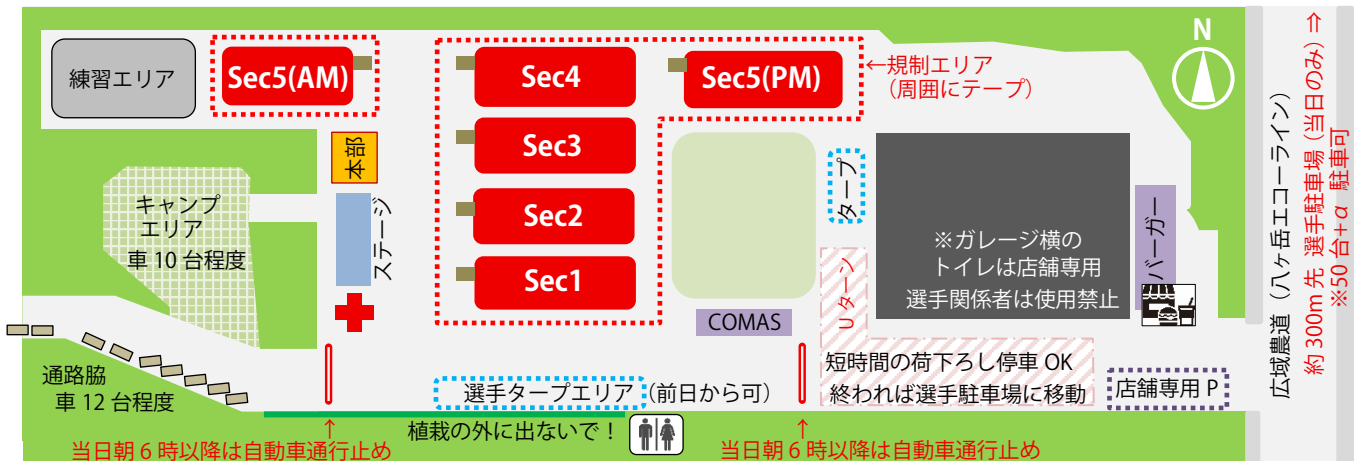 練習エリア
Sec5(AM)
Sec4
Sec5(PM)
←規制エリア
（周囲にテープ）
N
Sec3
Sec2
Sec1
本部
ステージ
キャンプ
エリア
車 10 台程度
タープ
※ガレージ横の
トイレは店舗専用
選手関係者は使用禁止
バーガー
Uターン
COMAS
短時間の荷下ろし停車 OK
終われば選手駐車場に移動
店舗専用 P
通路脇
車 12 台程度
選手タープエリア（前日から可）
植栽の外に出ないで！
↑
当日朝 6 時以降は自動車通行止め
↑
当日朝 6 時以降は自動車通行止め
広域農道（八ヶ岳エコーライン）
約 300m 先 選手駐車場（当日のみ）⇒
※50 台+α 駐車可